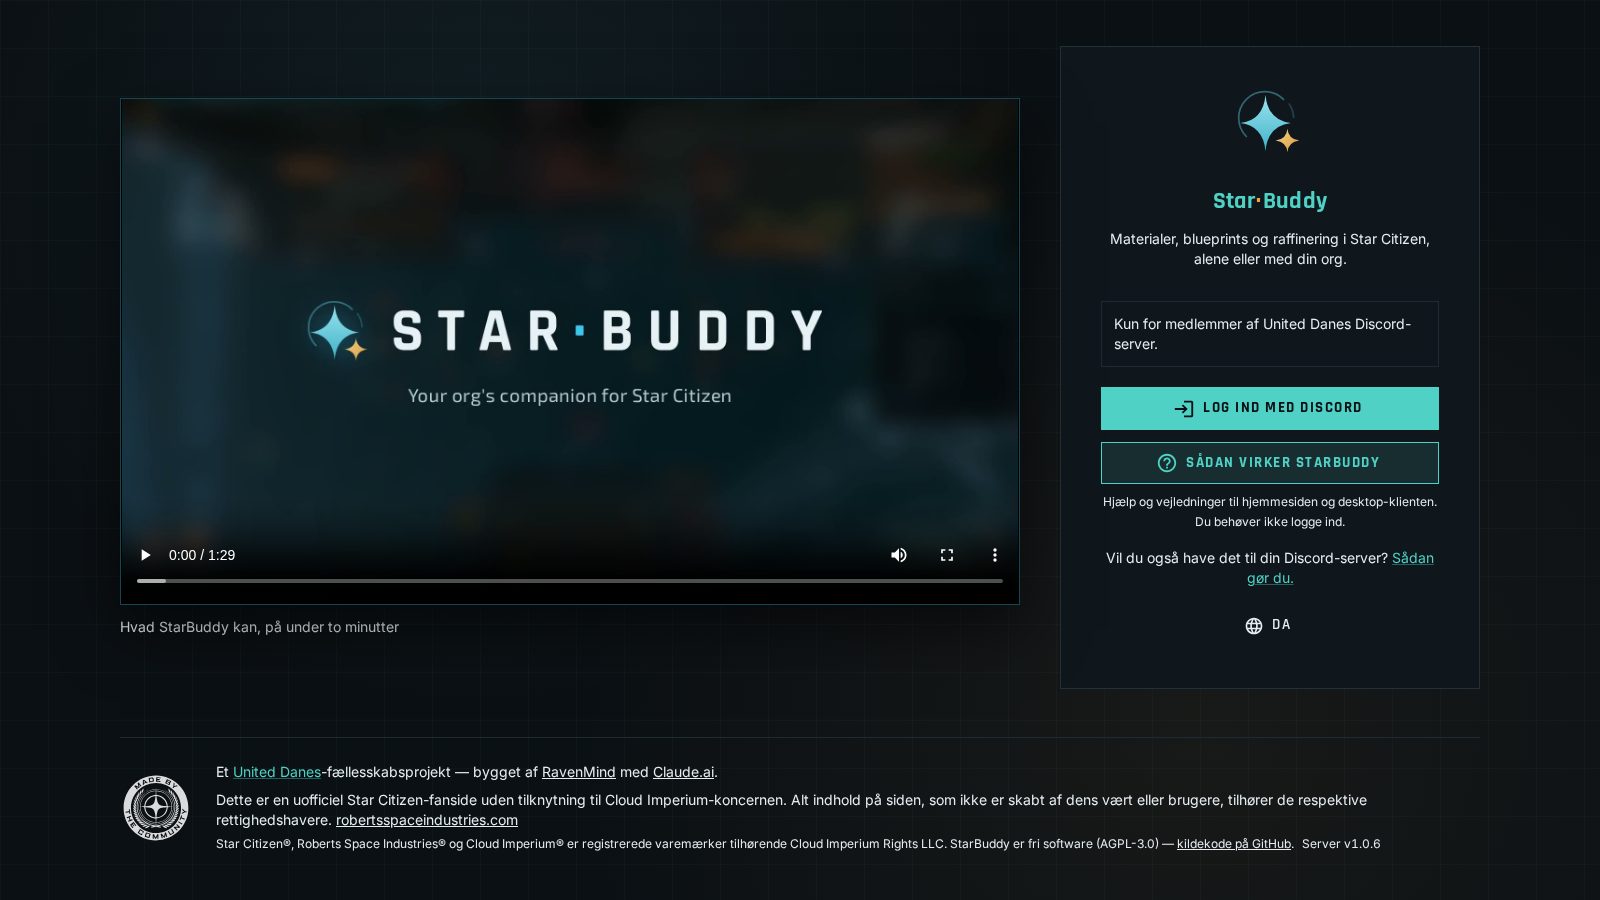 STAR·BUDDY
Your org's companion for Star Citizen
0:00 / 1:29
Hvad StarBuddy kan, på under to minutter
Star·Buddy
Materialer, blueprints og raffinering i Star Citizen,
alene eller med din org.
Kun for medlemmer af United Danes Discord-
server.
LOG IND MED DISCORD
SÅDAN VIRKER STARBUDDY
Hjælp og vejledninger til hjemmesiden og desktop-klienten.
Du behøver ikke logge ind.
Vil du også have det til din Discord-server? Sådan
gør du.
DA
MADE BY
THE COMMUNITY
Et United Danes-fællesskabsprojekt — bygget af RavenMind med Claude.ai.
Dette er en uofficiel Star Citizen-fanside uden tilknytning til Cloud Imperium-koncernen. Alt indhold på siden, som ikke er skabt af dens vært eller brugere, tilhører de respektive
rettighedshavere. robertsspaceindustries.com
Star Citizen®, Roberts Space Industries® og Cloud Imperium® er registrerede varemærker tilhørende Cloud Imperium Rights LLC. StarBuddy er fri software (AGPL-3.0) — kildekode på GitHub. Server v1.0.6